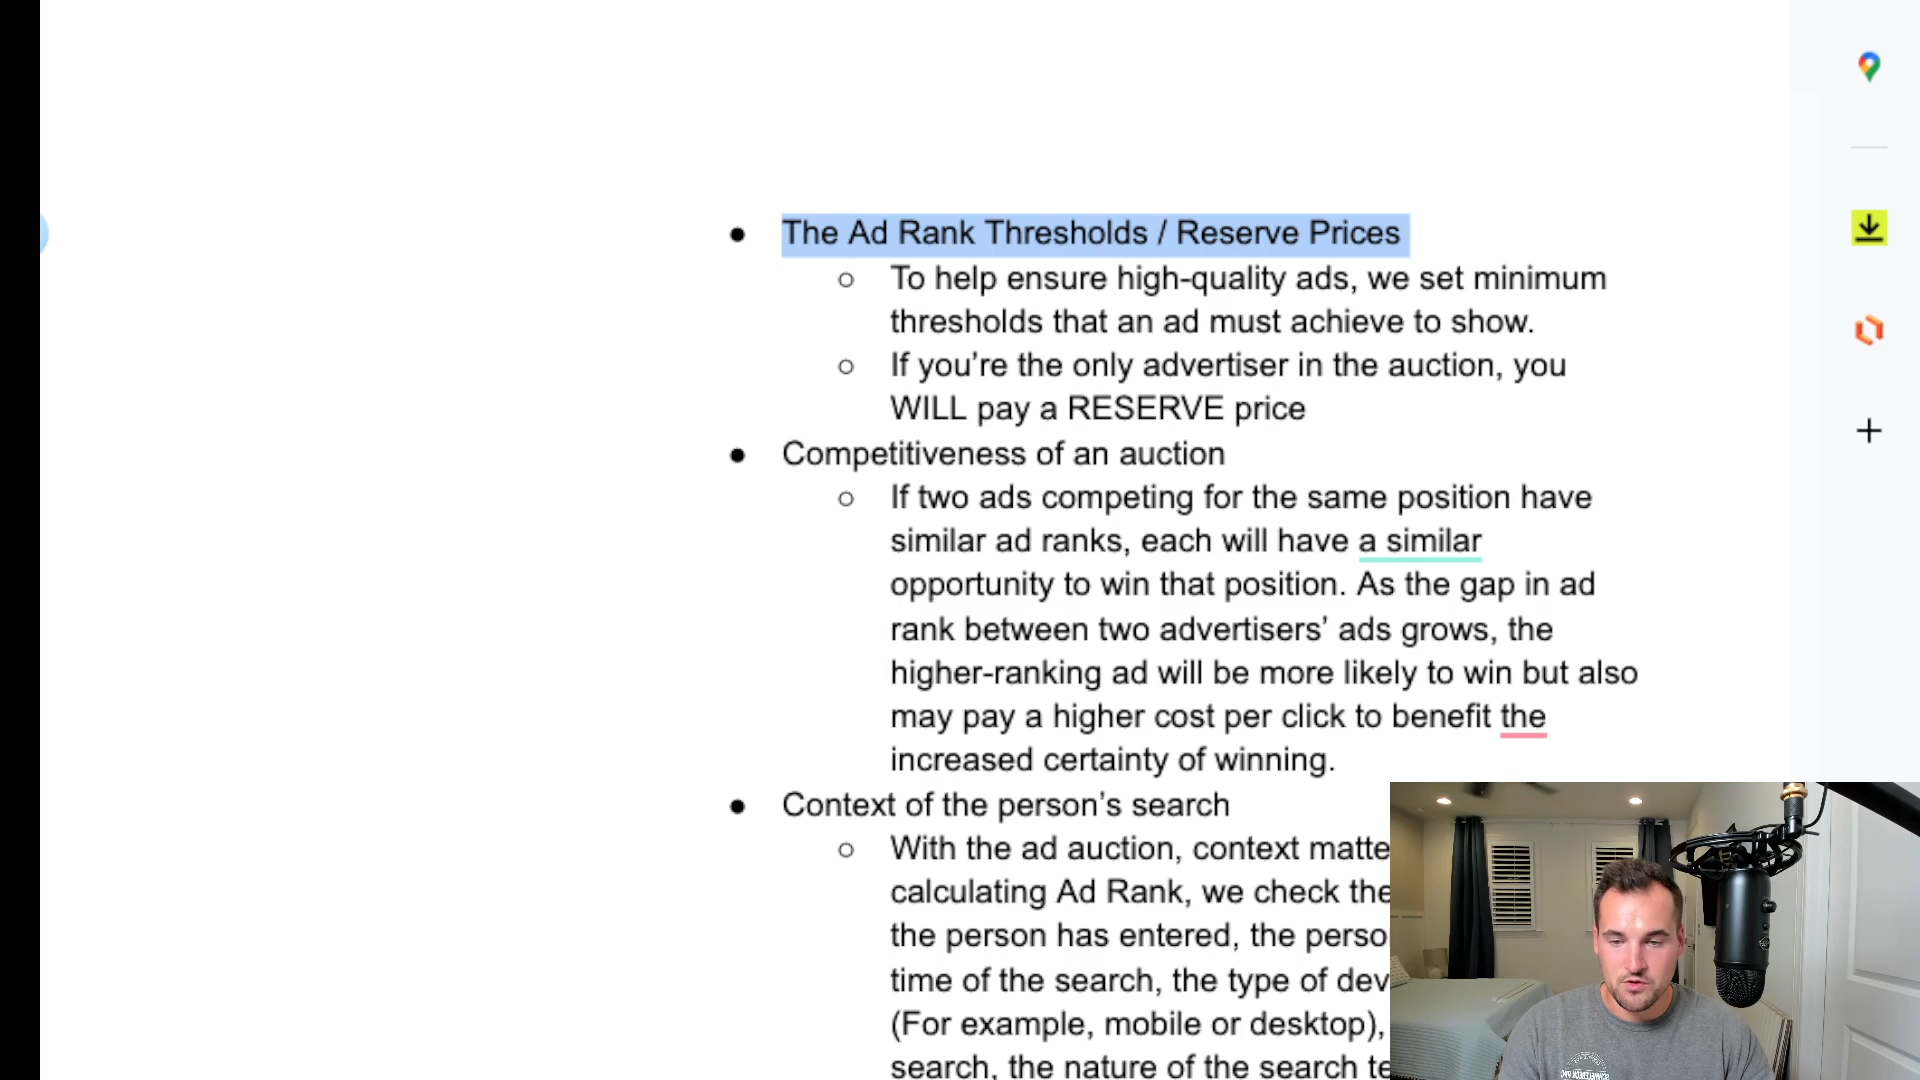 The Ad Rank Thresholds / Reserve Prices
To help ensure high-quality ads, we set minimum
thresholds that an ad must achieve to show.
If you’re the only advertiser in the auction, you
WILL pay a RESERVE price
Competitiveness of an auction
If two ads competing for the same position have
similar ad ranks, each will have a similar
opportunity to win that position. As the gap in ad
rank between two advertisers’ ads grows, the
higher-ranking ad will be more likely to win but also
may pay a higher cost per click to benefit the
increased certainty of winning.
Context of the person’s search
With the ad auction, context matte
calculating Ad Rank, we check the
the person has entered, the perso
time of the search, the type of dev
(For example, mobile or desktop),
search, the nature of the search te